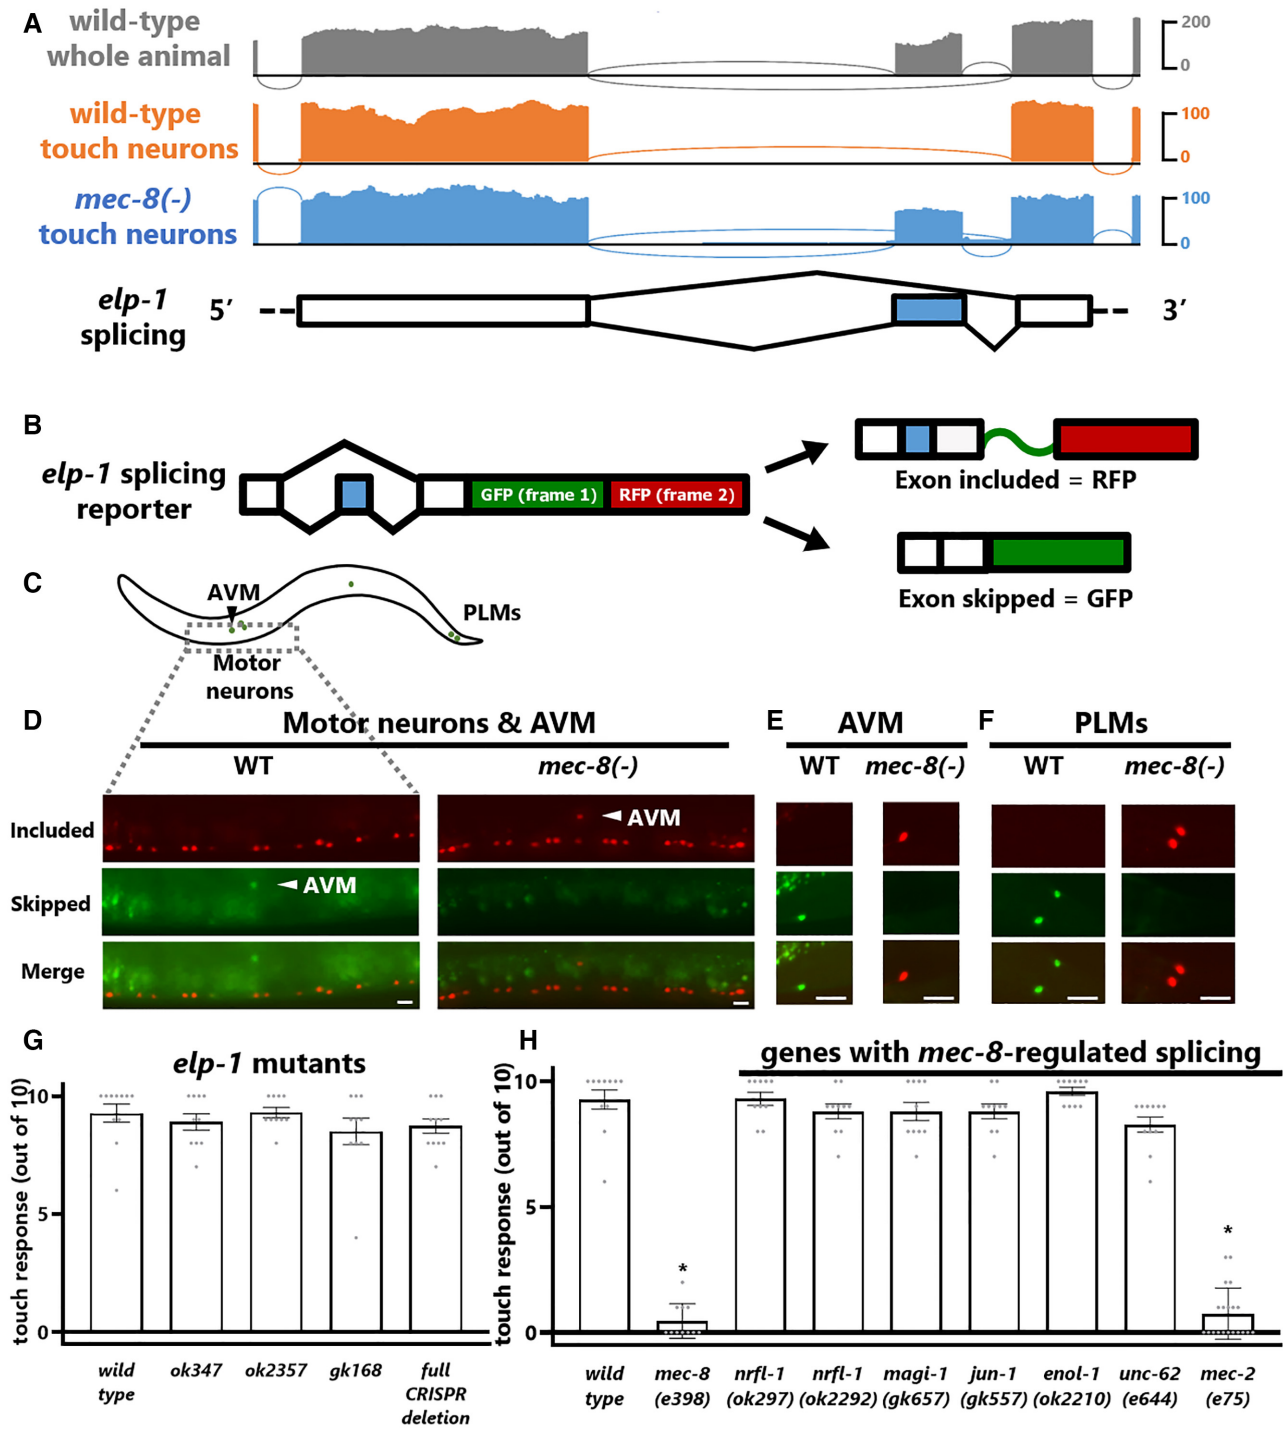 A
wild-type
whole animal
200
0
wild-type
touch neurons
100
0
mec-8(-)
touch neurons
100
0
elp-1
splicing
5′
3′
B
elp-1 splicing
reporter
GFP (frame 1)
RFP (frame 2)
Exon included = RFP
Exon skipped = GFP
C
AVM
PLMs
Motor
neurons
D
Motor neurons & AVM
WT
mec-8(-)
E
AVM
WT
mec-8(-)
F
PLMs
WT
mec-8(-)
Included
AVM
Skipped
AVM
Merge
G
elp-1 mutants
touch response (out of 10)
10
5
0
wild
type
ok347
ok2357
gk168
full
CRISPR
deletion
H
genes with mec-8-regulated splicing
touch response (out of 10)
10
5
0
*
*
wild
type
mec-8
(e398)
nrfl-1
(ok297)
nrfl-1
(ok2292)
magi-1
(gk657)
jun-1
(gk557)
enol-1
(ok2210)
unc-62
(e644)
mec-2
(e75)